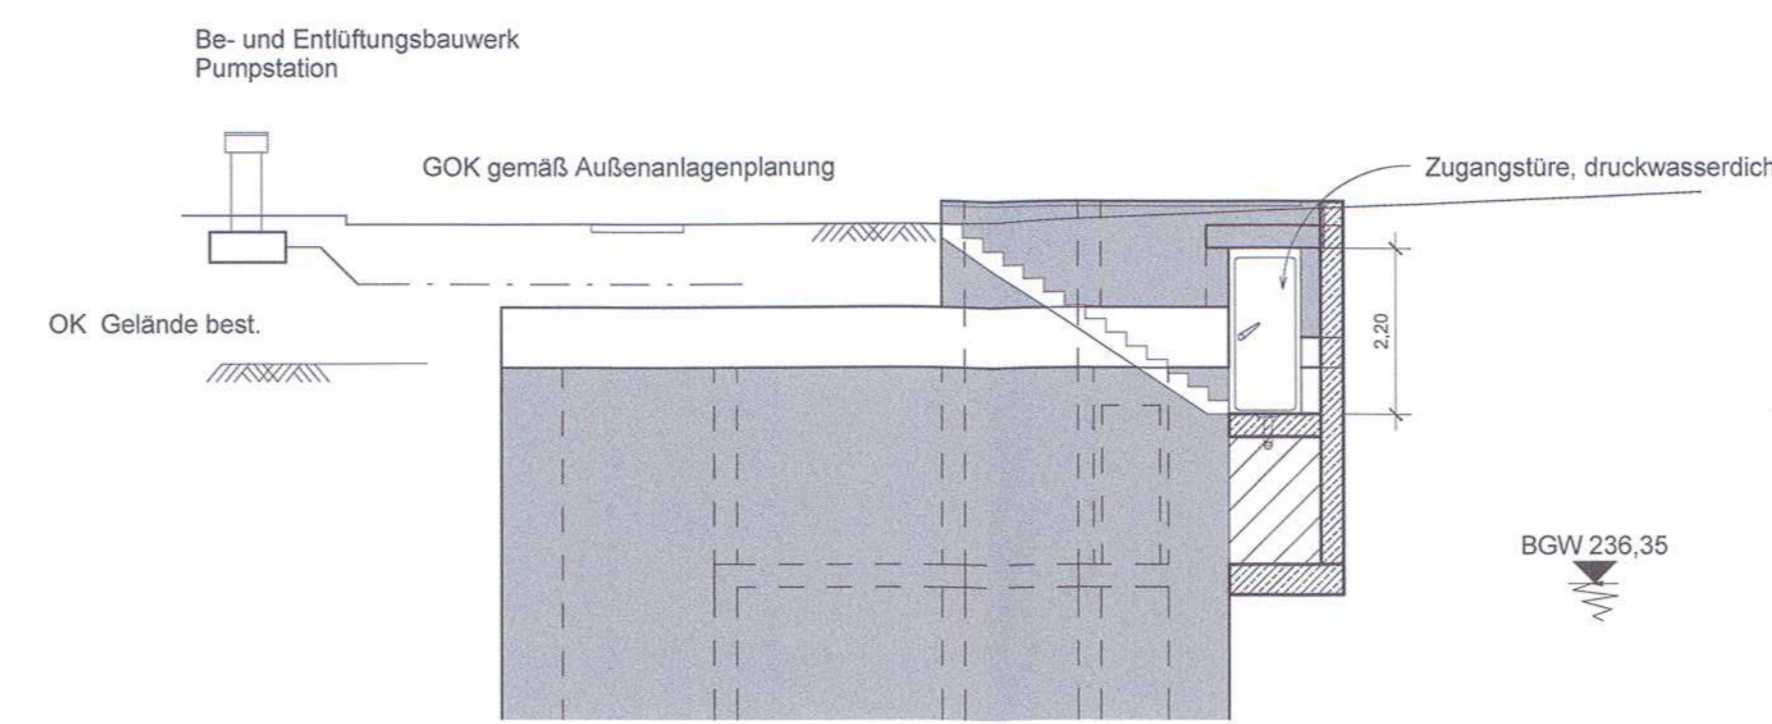 Be- und Entlüftungsbauwerk
Pumpstation
GOK gemäß Außenanlagenplanung
Zugangstüre, druckwasserdich
OK Gelände best.
2,20
BGW 236,35